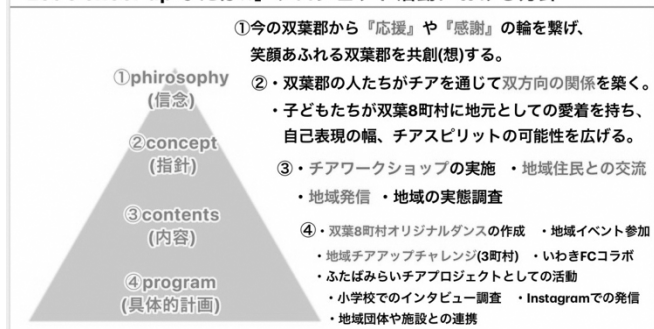 ①今の双葉郡から『応援』や『感謝』の輪を繋げ、
笑顔あふれる双葉郡を共創(想)する。
①phirosophy
(信念)
②・双葉郡の人たちがチアを通じて双方向の関係を築く。
・子どもたちが双葉8町村に地元としての愛着を持ち、
自己表現の幅、チアスピリットの可能性を広げる。
②concept
(指針)
③・チアワークショップの実施 ・地域住民との交流
・地域発信 ・地域の実態調査
③contents
(内容)
④・双葉8町村オリジナルダンスの作成 ・地域イベント参加
・地域チアアップチャレンジ(3町村) ・いわきFCコラボ
・ふたばみらいチアプロジェクトとしての活動
・小学校でのインタビュー調査 ・Instagramでの発信
・地域団体や施設との連携
④program
(具体的計画)